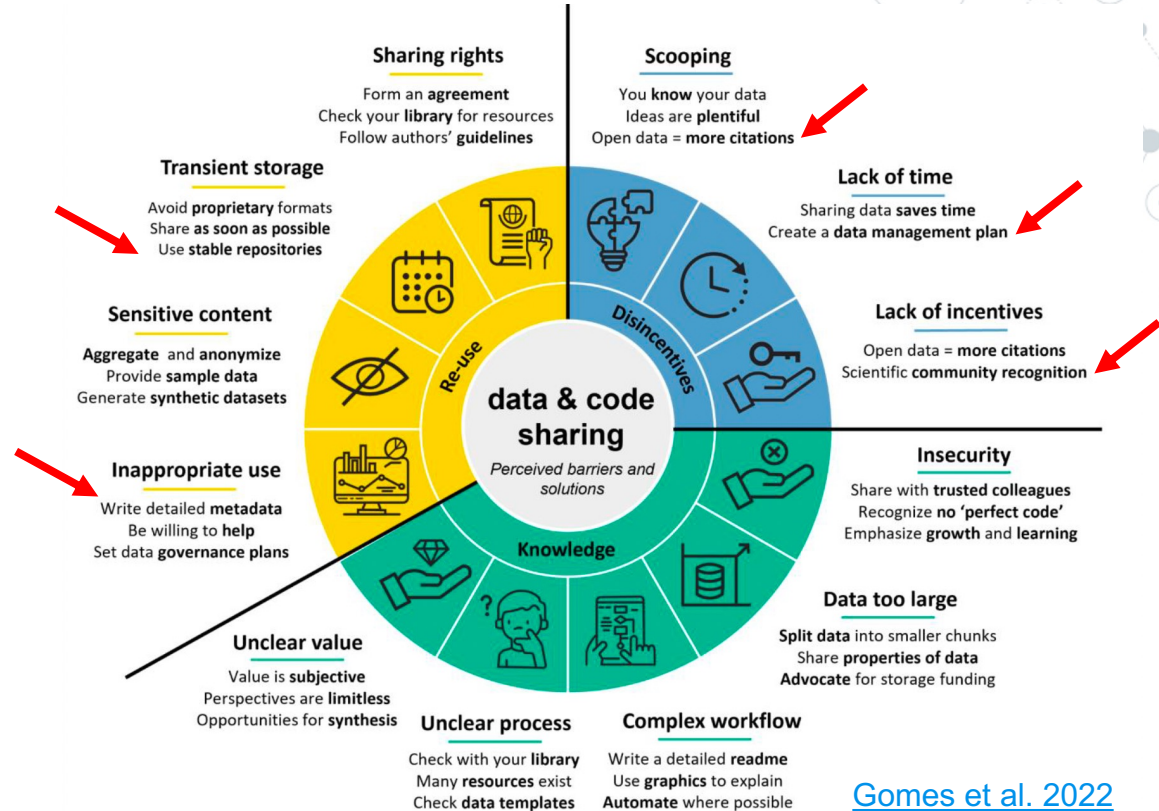 Sharing rights
Form an agreement
Check your library for resources
Follow authors' guidelines
Scooping
You know your data
Ideas are plentiful
Open data = more citations
Transient storage
Avoid proprietary formats
Share as soon as possible
Use stable repositories
Lack of time
Sharing data saves time
Create a data management plan
Sensitive content
Aggregate and anonymize
Provide sample data
Generate synthetic datasets
Lack of incentives
Open data = more citations
Scientific community recognition
Re-use
Disincentives
data & code
sharing
Perceived barriers and
solutions
Knowledge
Inappropriate use
Write detailed metadata
Be willing to help
Set data governance plans
Insecurity
Share with trusted colleagues
Recognize no 'perfect code'
Emphasize growth and learning
?
Data too large
Split data into smaller chunks
Share properties of data
Advocate for storage funding
Unclear value
Value is subjective
Perspectives are limitless
Opportunities for synthesis
Unclear process
Check with your library
Many resources exist
Check data templates
Complex workflow
Write a detailed readme
Use graphics to explain
Automate where possible
Gomes et al. 2022